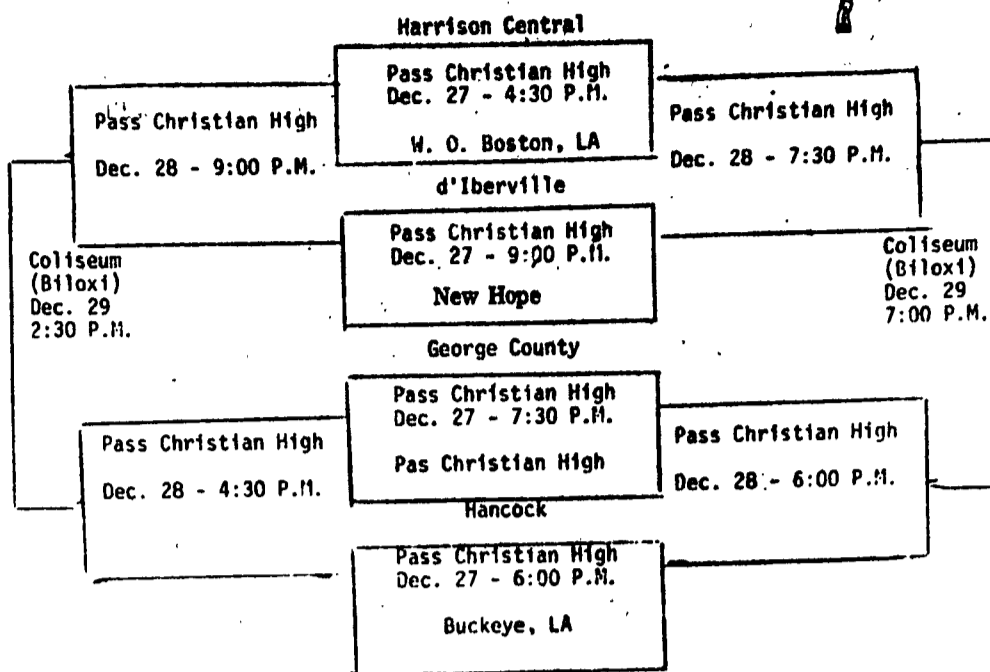 Harrison Central
Pass Christian High
Dec. 27 - 4:30 P.M.
W. O. Boston, LA
Pass Christian High
Dec. 28 - 9:00 P.M.
Pass Christian High
Dec. 28 - 7:30 P.M.
d'Iberville
Pass Christian High
Dec. 27 - 9:00 P.M.
New Hope
Coliseum
(Biloxi)
Dec. 29
2:30 P.M.
Coliseum
(Biloxi)
Dec. 29
7:00 P.M.
George County
Pass Christian High
Dec. 27 - 7:30 P.M.
Pas Christian High
Pass Christian High
Dec. 28 - 4:30 P.M.
Pass Christian High
Dec. 28 - 6:00 P.M.
Hancock
Pass Christian High
Dec. 27 - 6:00 P.M.
Buckeye, LA